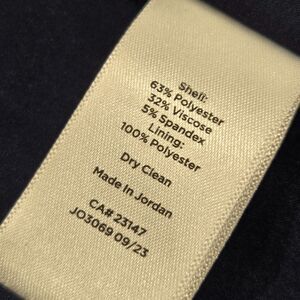 Shell:
63% Polyester
32% Viscose
5% Spandex
Lining:
100% Polyester
Dry Clean
Made in Jordan
CA# 23147
JO3069 09/23